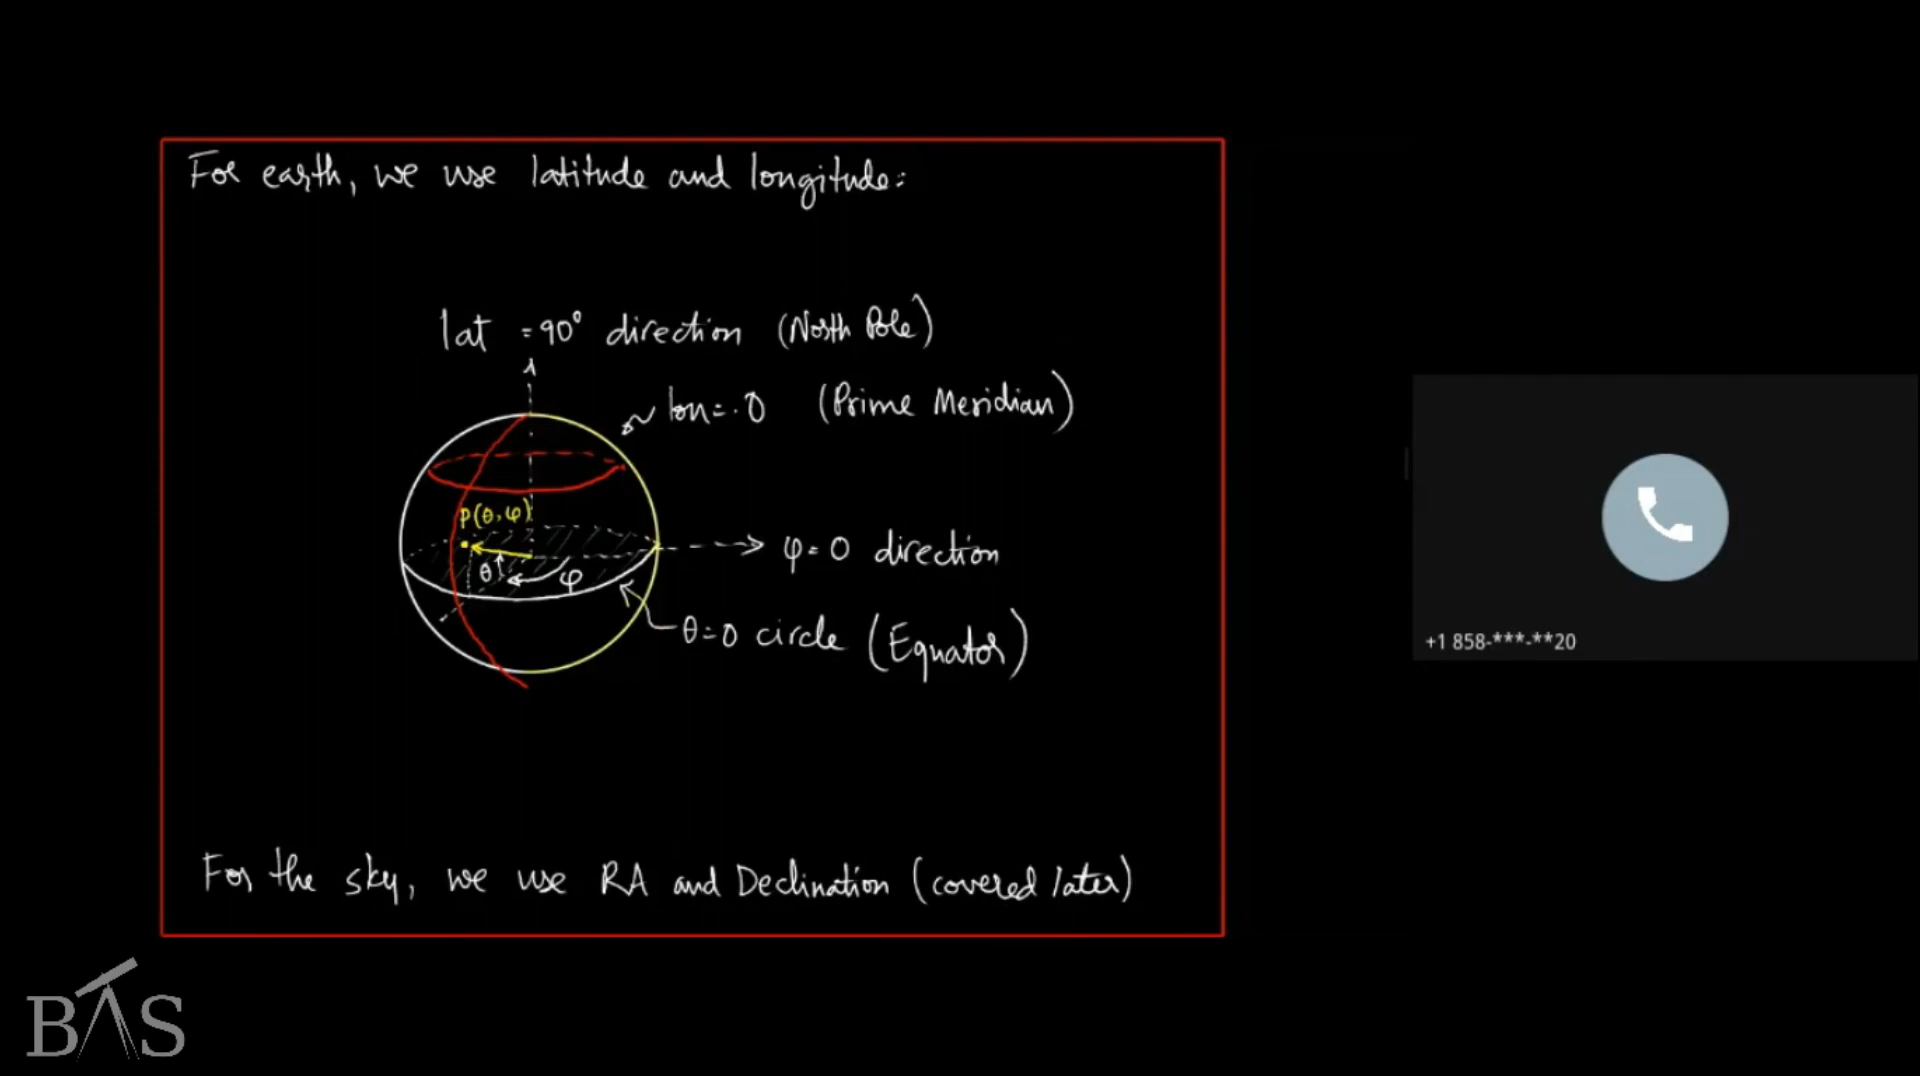 For earth, we use latitude and longitude:
lat = 90° direction (North Pole)
lon = 0 (Prime Meridian)
P(θ, φ)
φ = 0 direction
θ
φ
θ = 0 circle (Equator)
+1 858-***-**20
For the sky, we use RA and Declination (covered later)
BAS